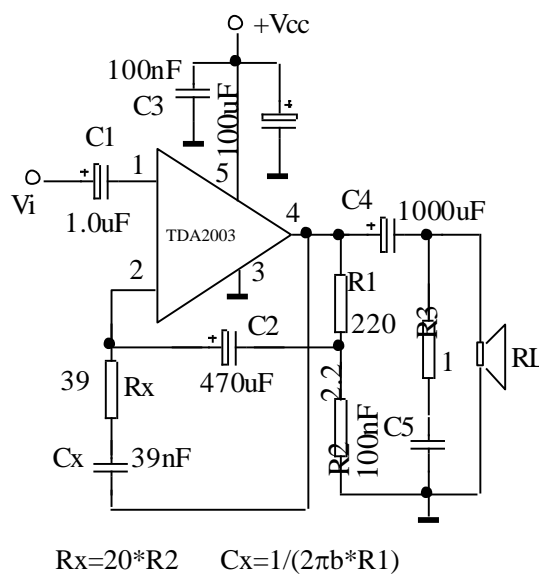 +Vcc
100nF
C3
100uF
C1
1
5
Vi
1.0uF
TDA2003
4
C4
1000uF
2
3
R1
C2
220
R3
39
Rx
470uF
2.2
1
RL
Cx
39nF
R2
100nF
C5
Rx=20*R2 Cx=1/(2πb*R1)